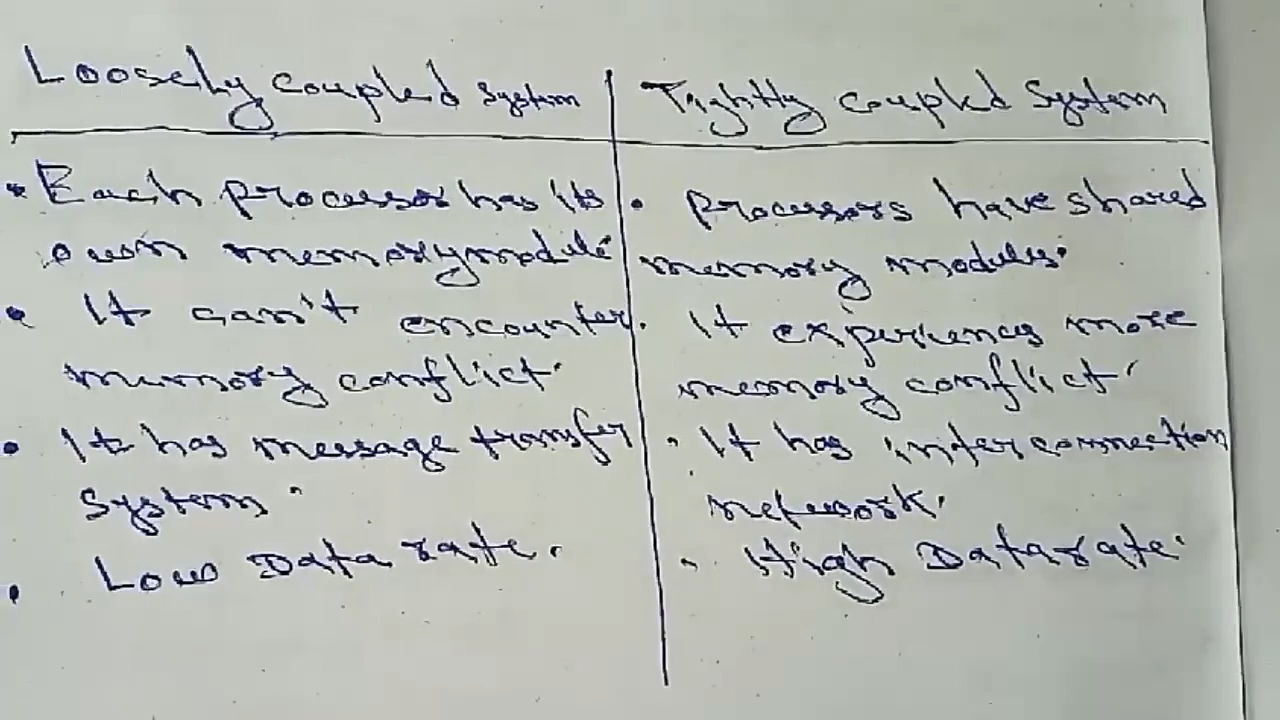 Loosely coupled system
• Each processor has its
own memory module
• It can't encounter
memory conflict.
• It has message transfer
system.
• Low Data rate.
Tightly coupled system
• Processors have shared
memory modules.
• It experiences more
memory conflict.
• It has interconnection
network.
• High Data rate.